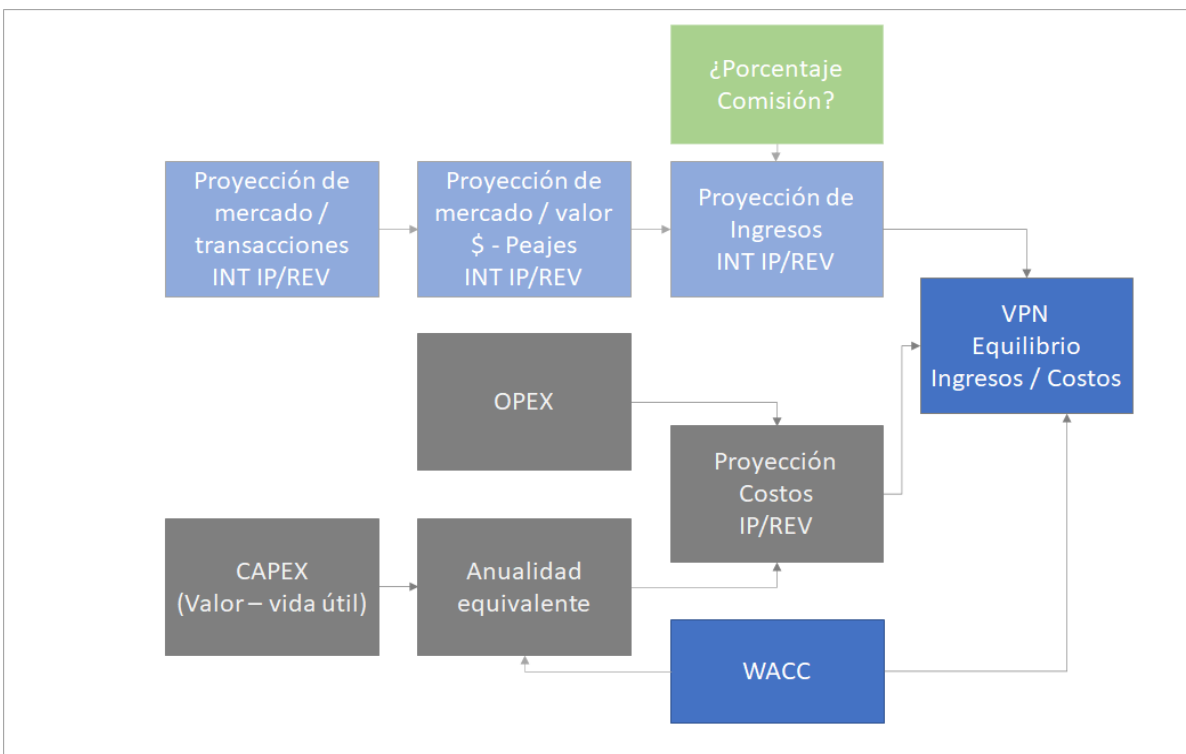 ¿Porcentaje
Comisión?
Proyección de
mercado /
transacciones
INT IP/REV
Proyección de
mercado / valor
$ - Peajes
INT IP/REV
Proyección de
Ingresos
INT IP/REV
VPN
Equilibrio
Ingresos / Costos
OPEX
Proyección
Costos
IP/REV
CAPEX
(Valor – vida útil)
Anualidad
equivalente
WACC